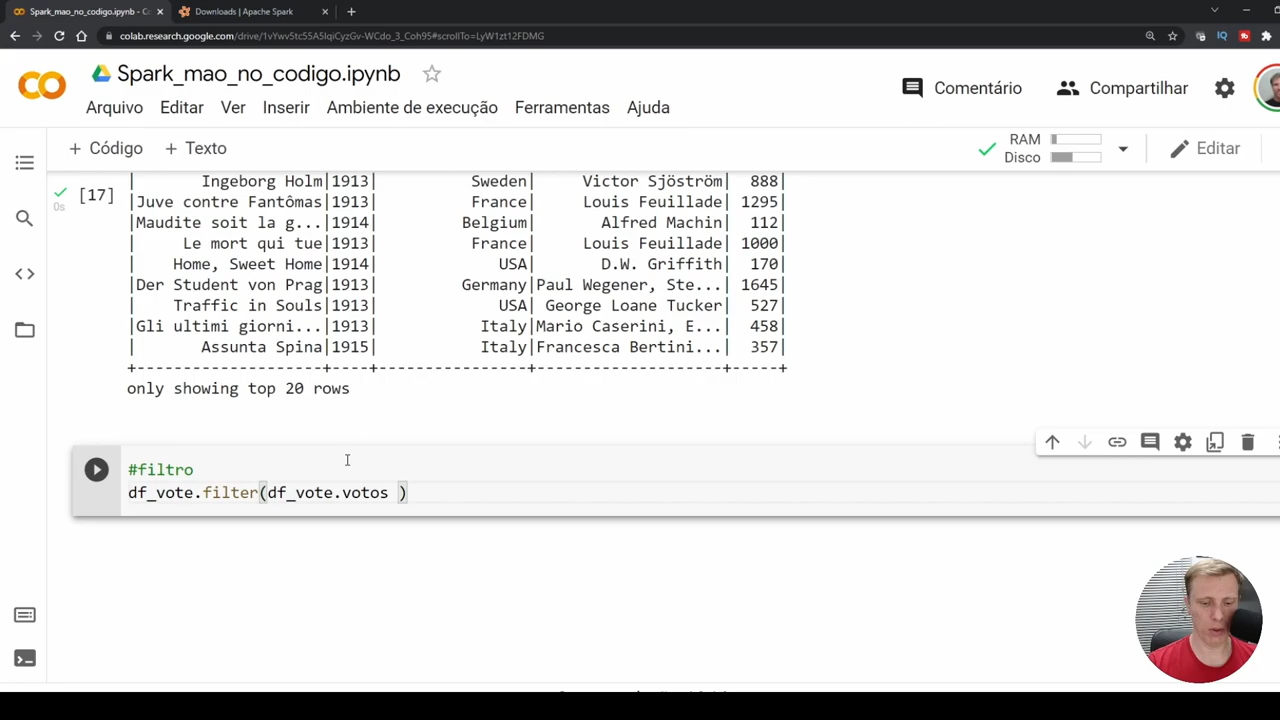 Spark_mao_no_codigo.ipynb - C
Downloads | Apache Spark
colab.research.google.com/drive/1vYwv5tc55A5IqiCyzGv-WCdo_3_Coh95#scrollTo=LyW1zt12FDMG
Spark_mao_no_codigo.ipynb
Comentário
Compartilhar
Arquivo Editar Ver Inserir Ambiente de execução Ferramentas Ajuda
+ Código + Texto
RAM
Disco
Editar
[17]
0s
| Ingeborg Holm|1913| Sweden| Victor Sjöström| 888|
|Juve contre Fantômas|1913| France| Louis Feuillade| 1295|
|Maudite soit la g...|1914| Belgium| Alfred Machin| 112|
| Le mort qui tue|1913| France| Louis Feuillade| 1000|
| Home, Sweet Home|1914| USA| D.W. Griffith| 170|
|Der Student von Prag|1913| Germany|Paul Wegener, Ste...| 1645|
| Traffic in Souls|1913| USA| George Loane Tucker| 527|
|Gli ultimi giorni...|1913| Italy|Mario Caserini, E...| 458|
| Assunta Spina|1915| Italy|Francesca Bertini...| 357|
+--------------------+----+----------------+--------------------+-----+
only showing top 20 rows
#filtro
df_vote.filter(df_vote.votos )